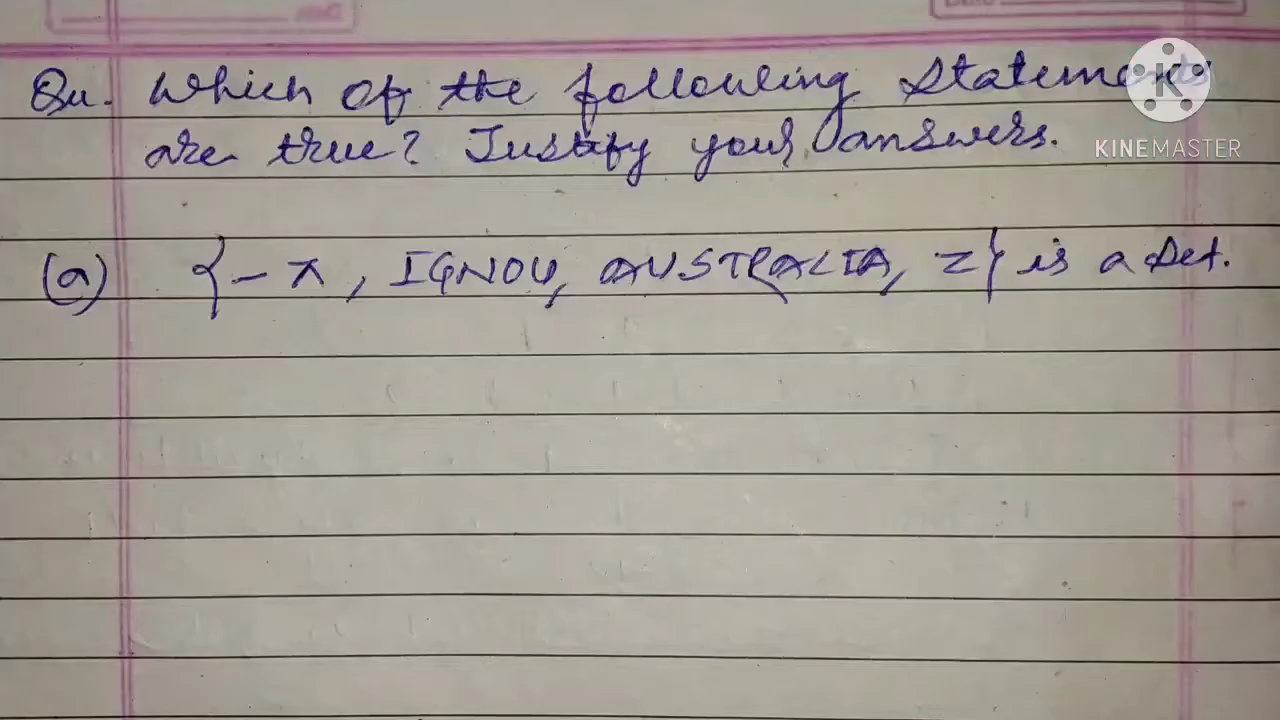 Qu. Which of the following statements
are true? Justify your answers.
(a) {-π, IGNOU, AUSTRALIA, Z} is a set.
K
KINEMASTER